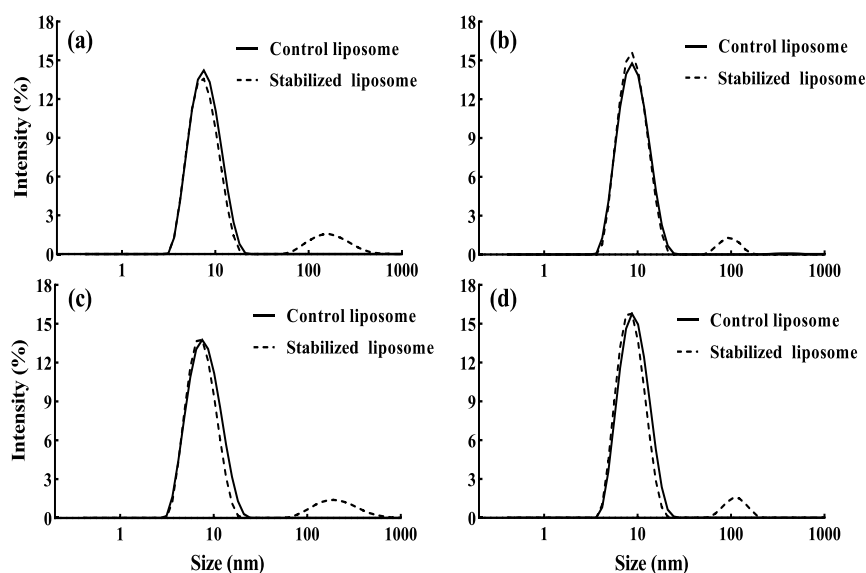 (a)
Control liposome
Stabilized liposome
Intensity (%)
18
15
12
9
6
3
0
1 10 100 1000
(b)
Control liposome
Stabilized liposome
18
15
12
9
6
3
0
1 10 100 1000
(c)
Control liposome
Stabilized liposome
Intensity (%)
18
15
12
9
6
3
0
1 10 100 1000
Size (nm)
(d)
Control liposome
Stabilized liposome
18
15
12
9
6
3
0
1 10 100 1000
Size (nm)